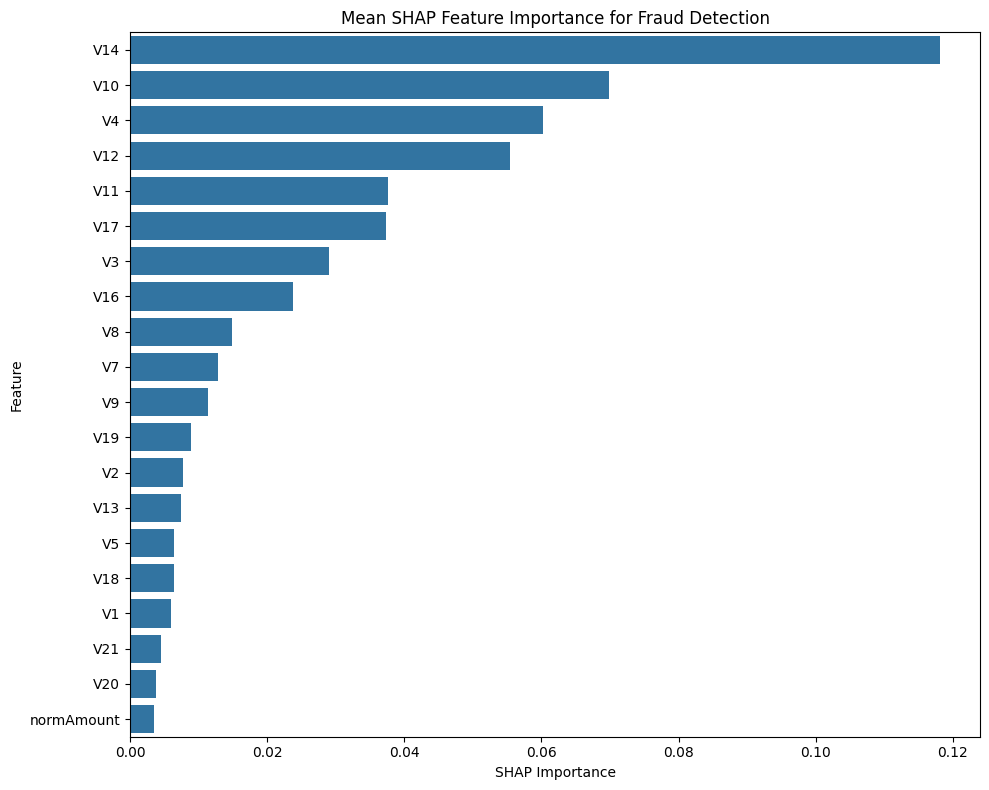 Mean SHAP Feature Importance for Fraud Detection
V14
V10
V4
V12
V11
V17
V3
V16
V8
V7
V9
V19
V2
V13
V5
V18
V1
V21
V20
normAmount
Feature
0.00 0.02 0.04 0.06 0.08 0.10 0.12
SHAP Importance